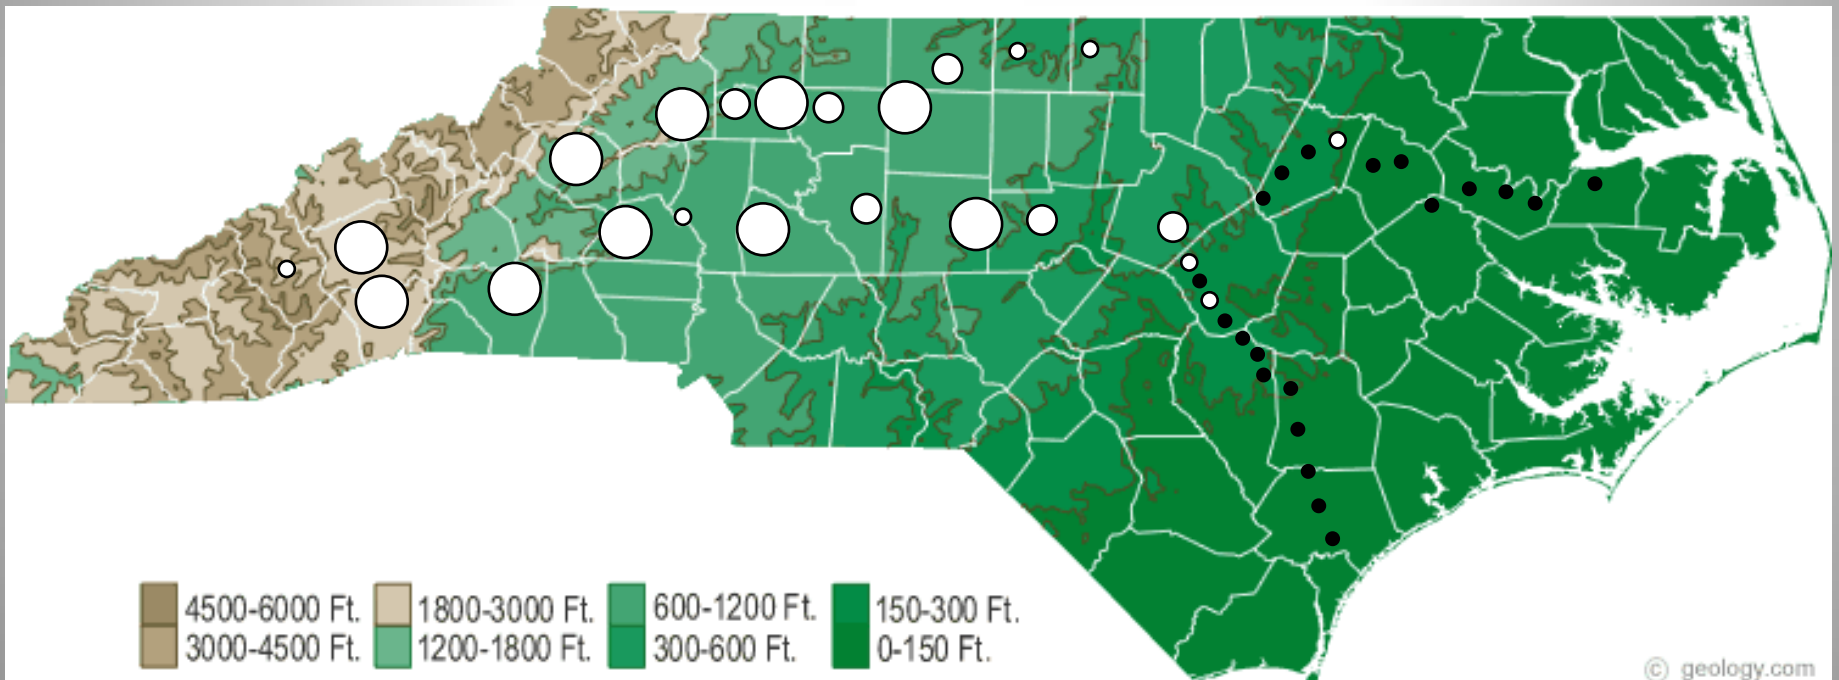 4500-6000 Ft.
3000-4500 Ft.
1800-3000 Ft.
1200-1800 Ft.
600-1200 Ft.
300-600 Ft.
150-300 Ft.
0-150 Ft.
© geology.com